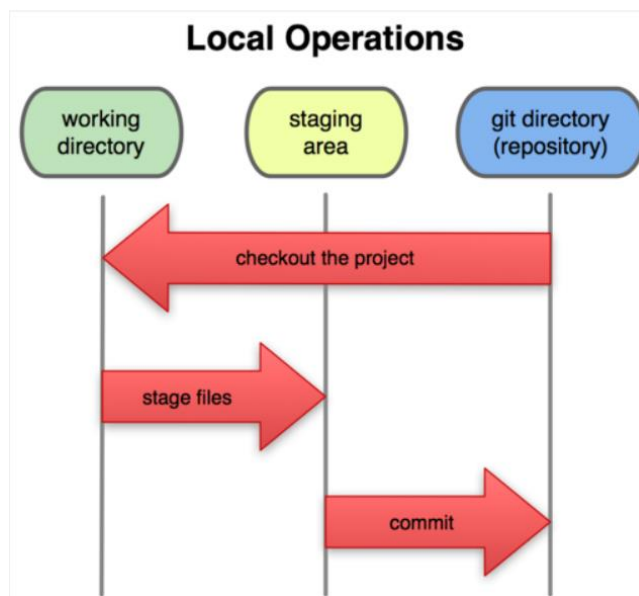 Local Operations
working
directory
staging
area
git directory
(repository)
checkout the project
stage files
commit